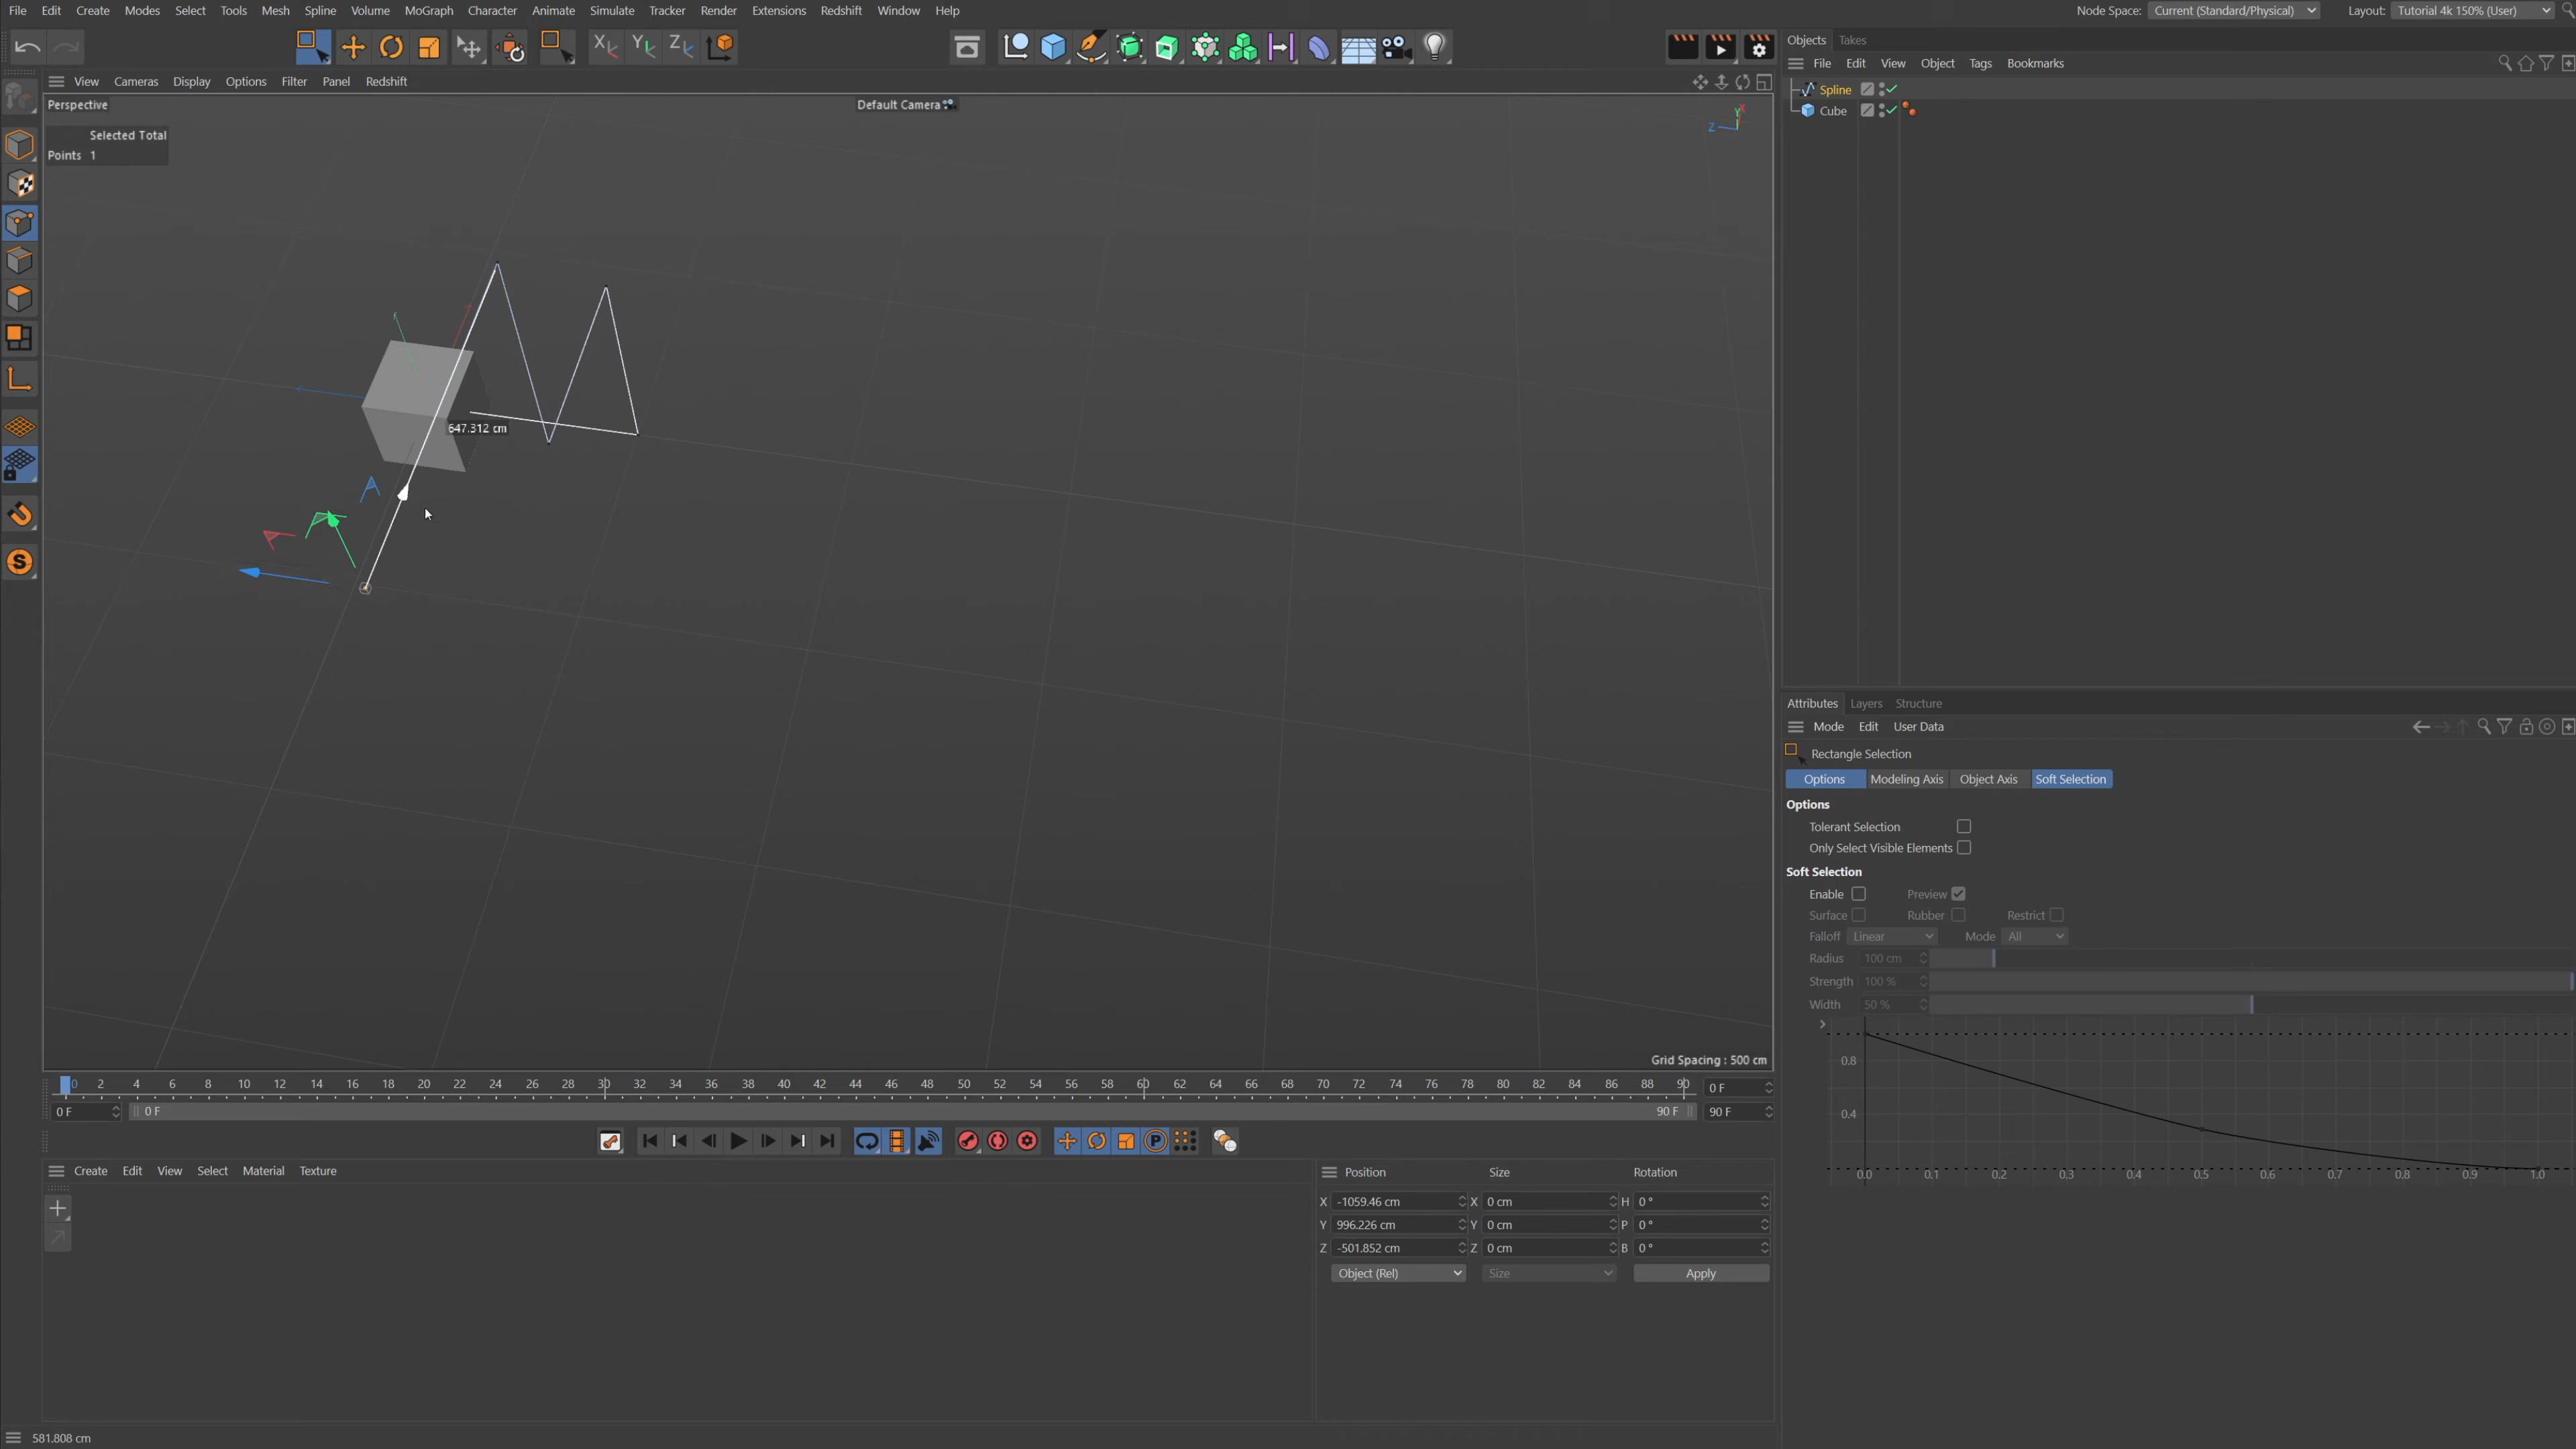 File Edit Create Modes Select Tools Mesh Spline Volume MoGraph Character Animate Simulate Tracker Render Extensions Redshift Window Help
Node Space: Current (Standard/Physical) Layout: Tutorial 4k 150% (User)
X Y Z
Objects Takes
File Edit View Object Tags Bookmarks
View Cameras Display Options Filter Panel Redshift
Perspective
Default Camera
Y
X
Z
Selected Total
Points 1
Spline
Cube
647.312 cm
S
Grid Spacing : 500 cm
Attributes Layers Structure
Mode Edit User Data
Rectangle Selection
Options Modeling Axis Object Axis Soft Selection
Options
Tolerant Selection
Only Select Visible Elements
Soft Selection
Enable Preview
Surface Rubber Restrict
Falloff Linear Mode All
Radius 100 cm
Strength 100 %
Width 50 %
0.8
0.4
0.0 0.1 0.2 0.3 0.4 0.5 0.6 0.7 0.8 0.9 1.0
0 2 4 6 8 10 12 14 16 18 20 22 24 26 28 30 32 34 36 38 40 42 44 46 48 50 52 54 56 58 60 62 64 66 68 70 72 74 76 78 80 82 84 86 88 90
0 F
0 F 0 F 90 F 90 F
P
Create Edit View Select Material Texture
Position Size Rotation
X -1059.46 cm X 0 cm H 0 °
Y 996.226 cm Y 0 cm P 0 °
Z -501.852 cm Z 0 cm B 0 °
Object (Rel) Size Apply
581.808 cm